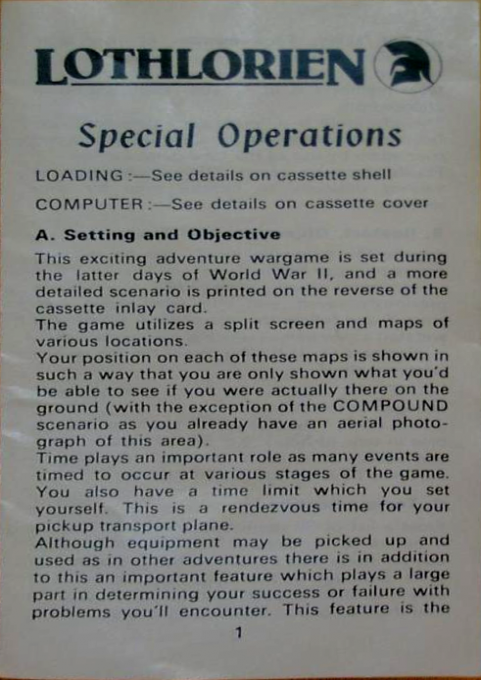 LOTHLORIEN
Special Operations
LOADING :—See details on cassette shell
COMPUTER :—See details on cassette cover
A. Setting and Objective
This exciting adventure wargame is set during
the latter days of World War II, and a more
detailed scenario is printed on the reverse of the
cassette inlay card.
The game utilizes a split screen and maps of
various locations.
Your position on each of these maps is shown in
such a way that you are only shown what you'd
be able to see if you were actually there on the
ground (with the exception of the COMPOUND
scenario as you already have an aerial photo-
graph of this area).
Time plays an important role as many events are
timed to occur at various stages of the game.
You also have a time limit which you set
yourself. This is a rendezvous time for your
pickup transport plane.
Although equipment may be picked up and
used as in other adventures there is in addition
to this an important feature which plays a large
part in determining your success or failure with
problems you'll encounter. This feature is the
1